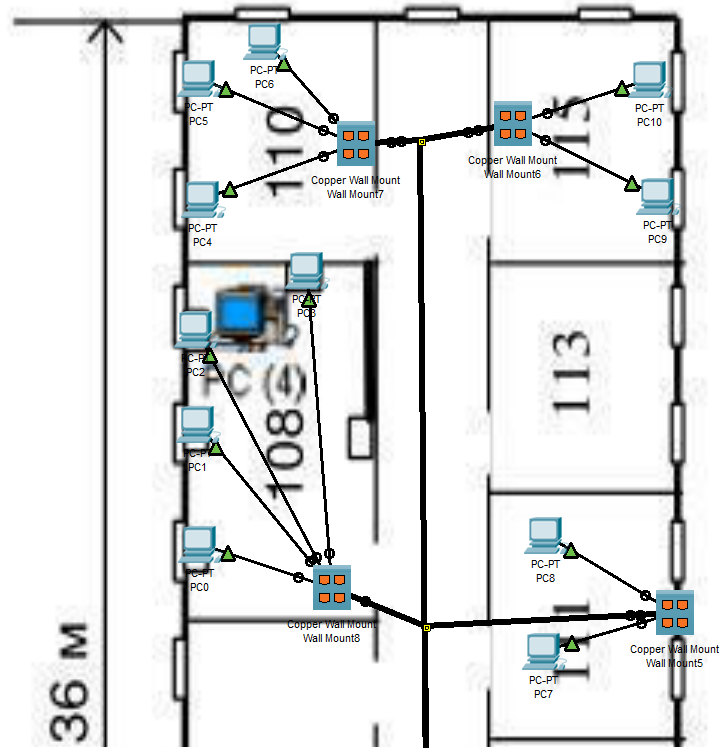 PC-PT
PC6
PC-PT
PC5
110
PC-PT
PC4
Copper Wall Mount
Wall Mount7
Copper Wall Mount
Wall Mount6
115
PC-PT
PC10
PC-PT
PC9
PC-PT
PC3
PC-PT
PC2
PC (4)
108
PC-PT
PC1
PC-PT
PC0
Copper Wall Mount
Wall Mount8
113
PC-PT
PC8
PC-PT
PC7
Copper Wall Mount
Wall Mount5
36 м